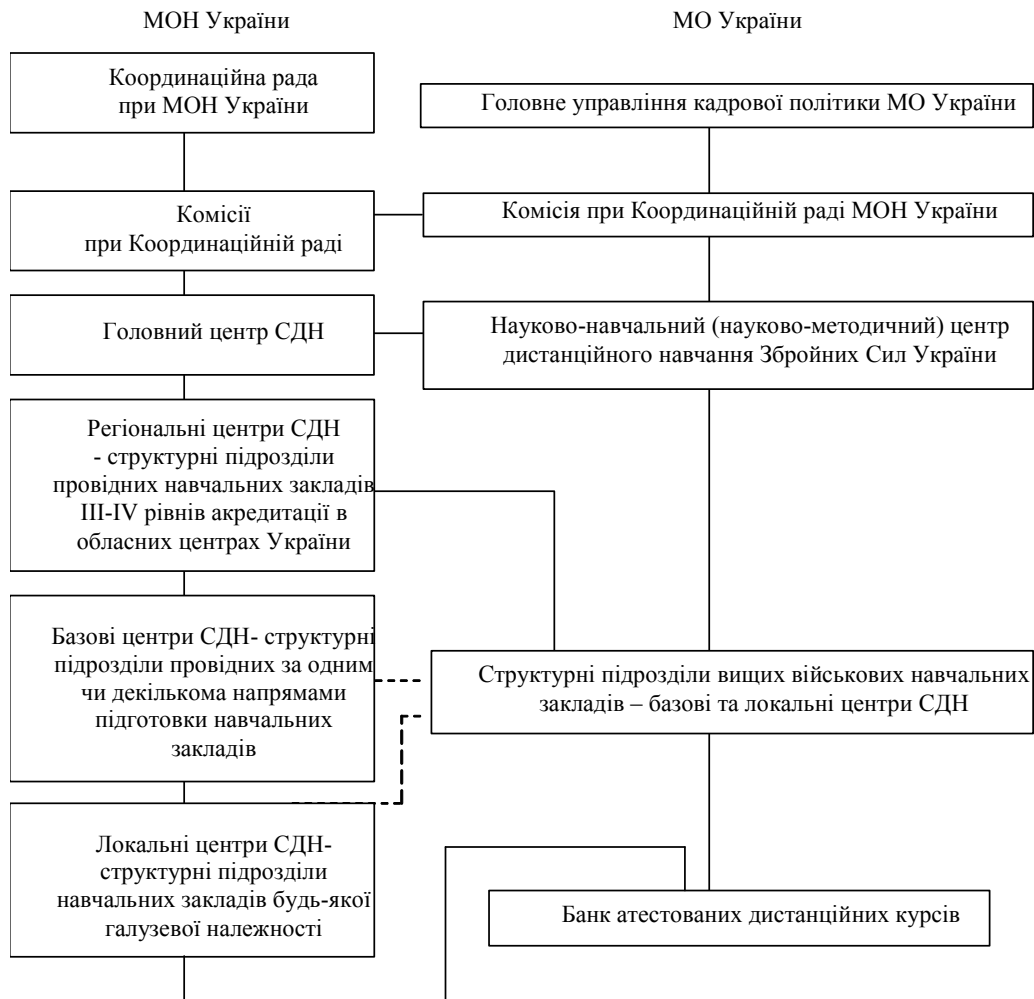 МОН України
МО України
Координаційна рада
при МОН України
Головне управління кадрової політики МО України
Комісії
при Координаційній раді
Комісія при Координаційній раді МОН України
Головний центр СДН
Науково-навчальний (науково-методичний) центр
дистанційного навчання Збройних Сил України
Регіональні центри СДН
- структурні підрозділи
провідних навчальних закладів
III-IV рівнів акредитації в
обласних центрах України
Базові центри СДН- структурні
підрозділи провідних за одним
чи декількома напрямами
підготовки навчальних
закладів
Структурні підрозділи вищих військових навчальних
закладів – базові та локальні центри СДН
Локальні центри СДН-
структурні підрозділи
навчальних закладів будь-якої
галузевої належності
Банк атестованих дистанційних курсів